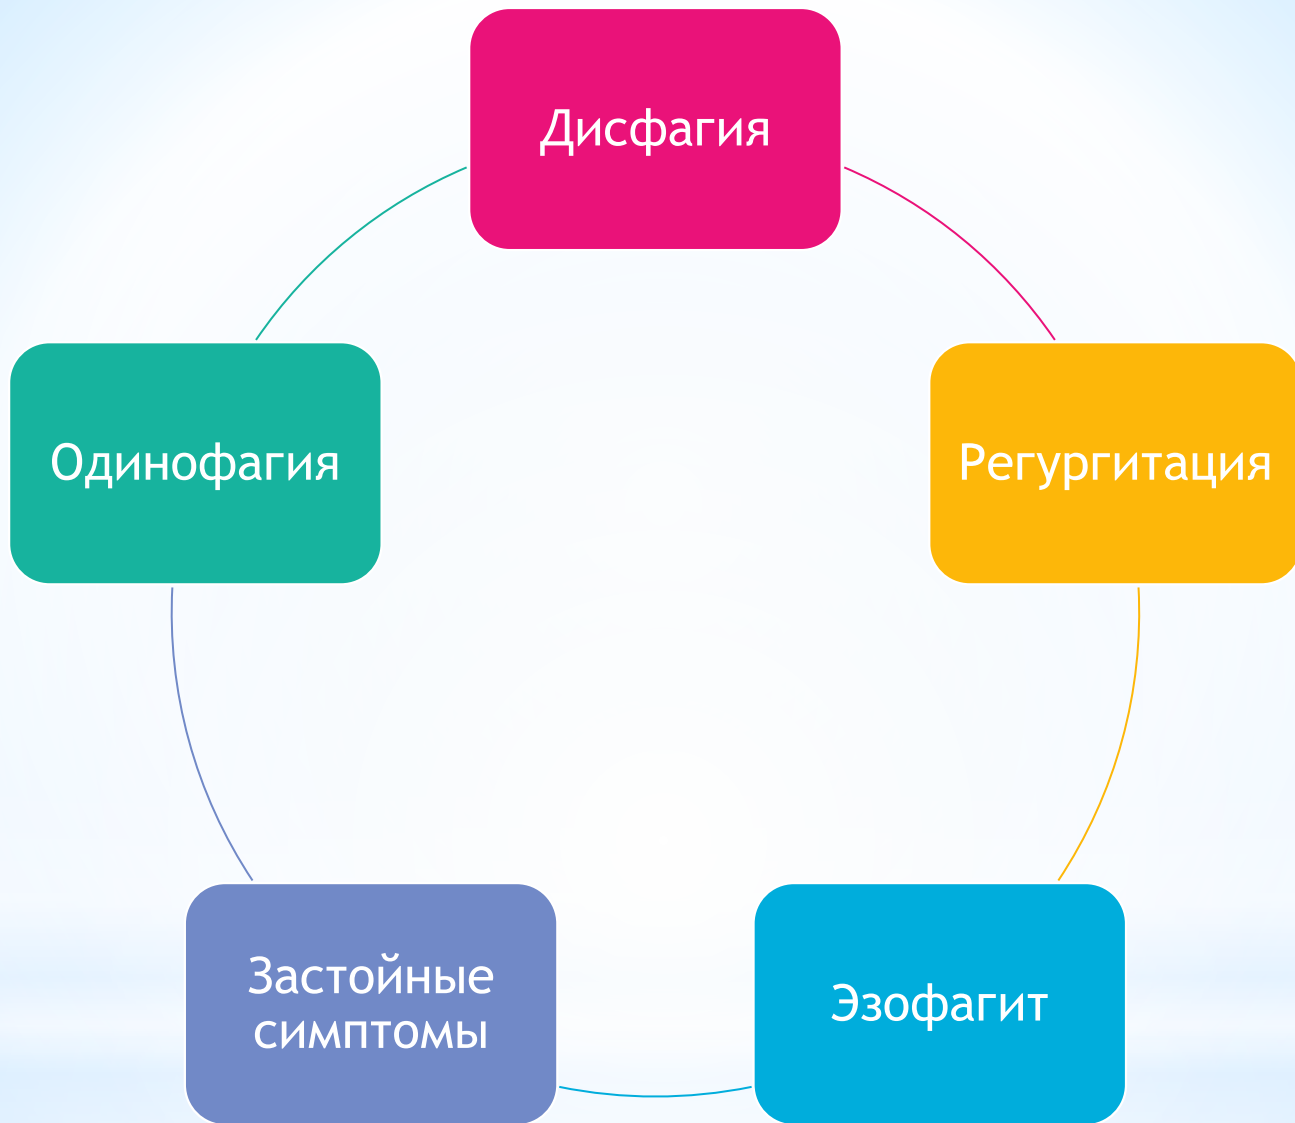 Дисфагия
Одинофагия
Регургитация
Застойные
симптомы
Эзофагит